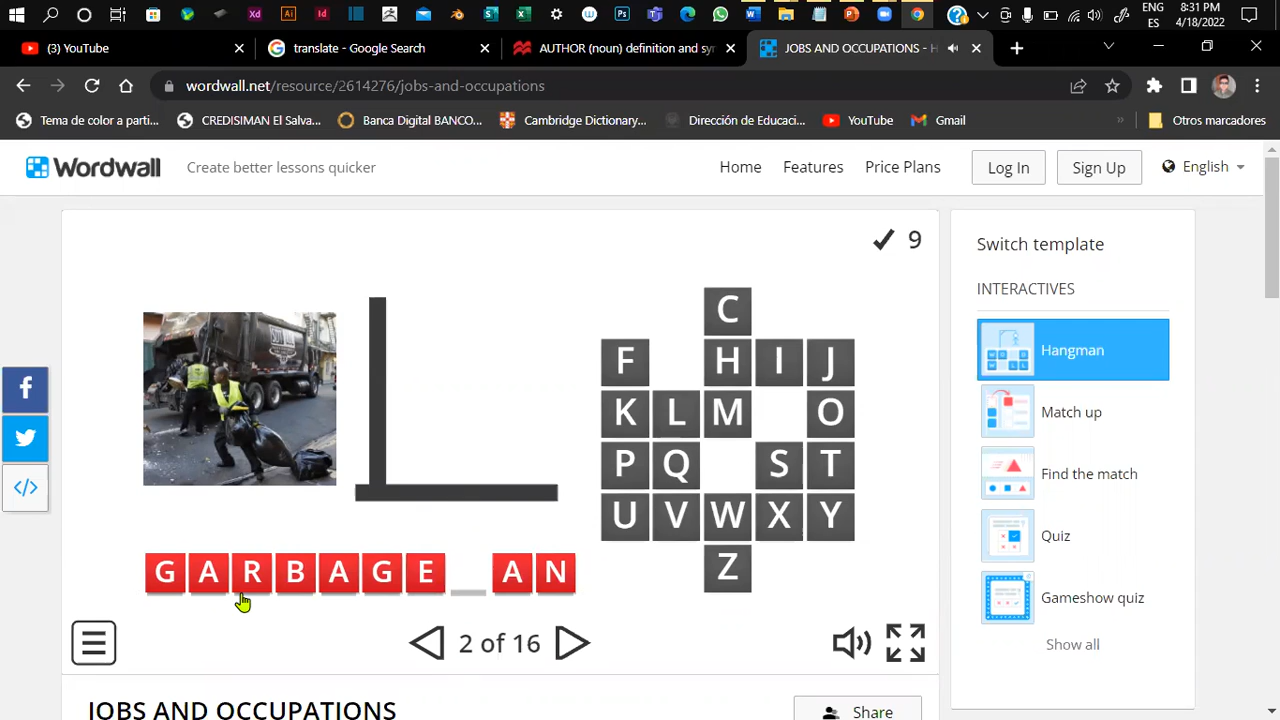 8:31 PM
ENG
ES
4/18/2022
(3) YouTube
translate - Google Search
AUTHOR (noun) definition and sy
JOBS AND OCCUPATIONS - H
wordwall.net/resource/2614276/jobs-and-occupations
Tema de color a parti...
CREDISIMAN El Salva...
Banca Digital BANCO...
Cambridge Dictionary...
Dirección de Educaci...
YouTube
Gmail
Otros marcadores
Wordwall
Create better lessons quicker
Home
Features
Price Plans
Log In
Sign Up
English
9
C
F H I J
K L M O
P Q S T
U V W X Y
Z
GARBAGE_AN
2 of 16
Switch template
INTERACTIVES
Hangman
Match up
Find the match
Quiz
Gameshow quiz
Show all
JOBS AND OCCUPATIONS
Share